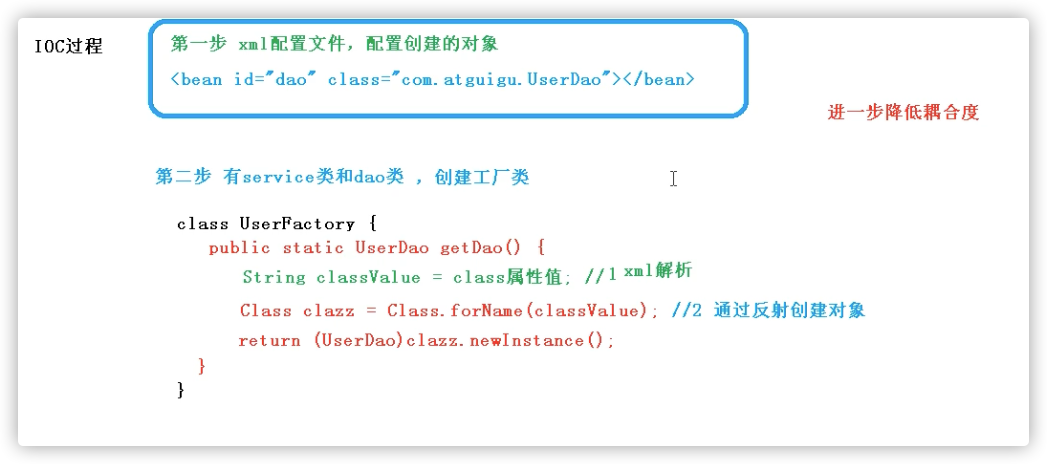 IOC过程
第一步 xml配置文件，配置创建的对象
<bean id="dao" class="com.atguigu.UserDao"></bean>
进一步降低耦合度
第二步 有service类和dao类 ，创建工厂类
class UserFactory {
public static UserDao getDao() {
String classValue = class属性值; //1 xml解析
Class clazz = Class.forName(classValue); //2 通过反射创建对象
return (UserDao)clazz.newInstance();
}
}